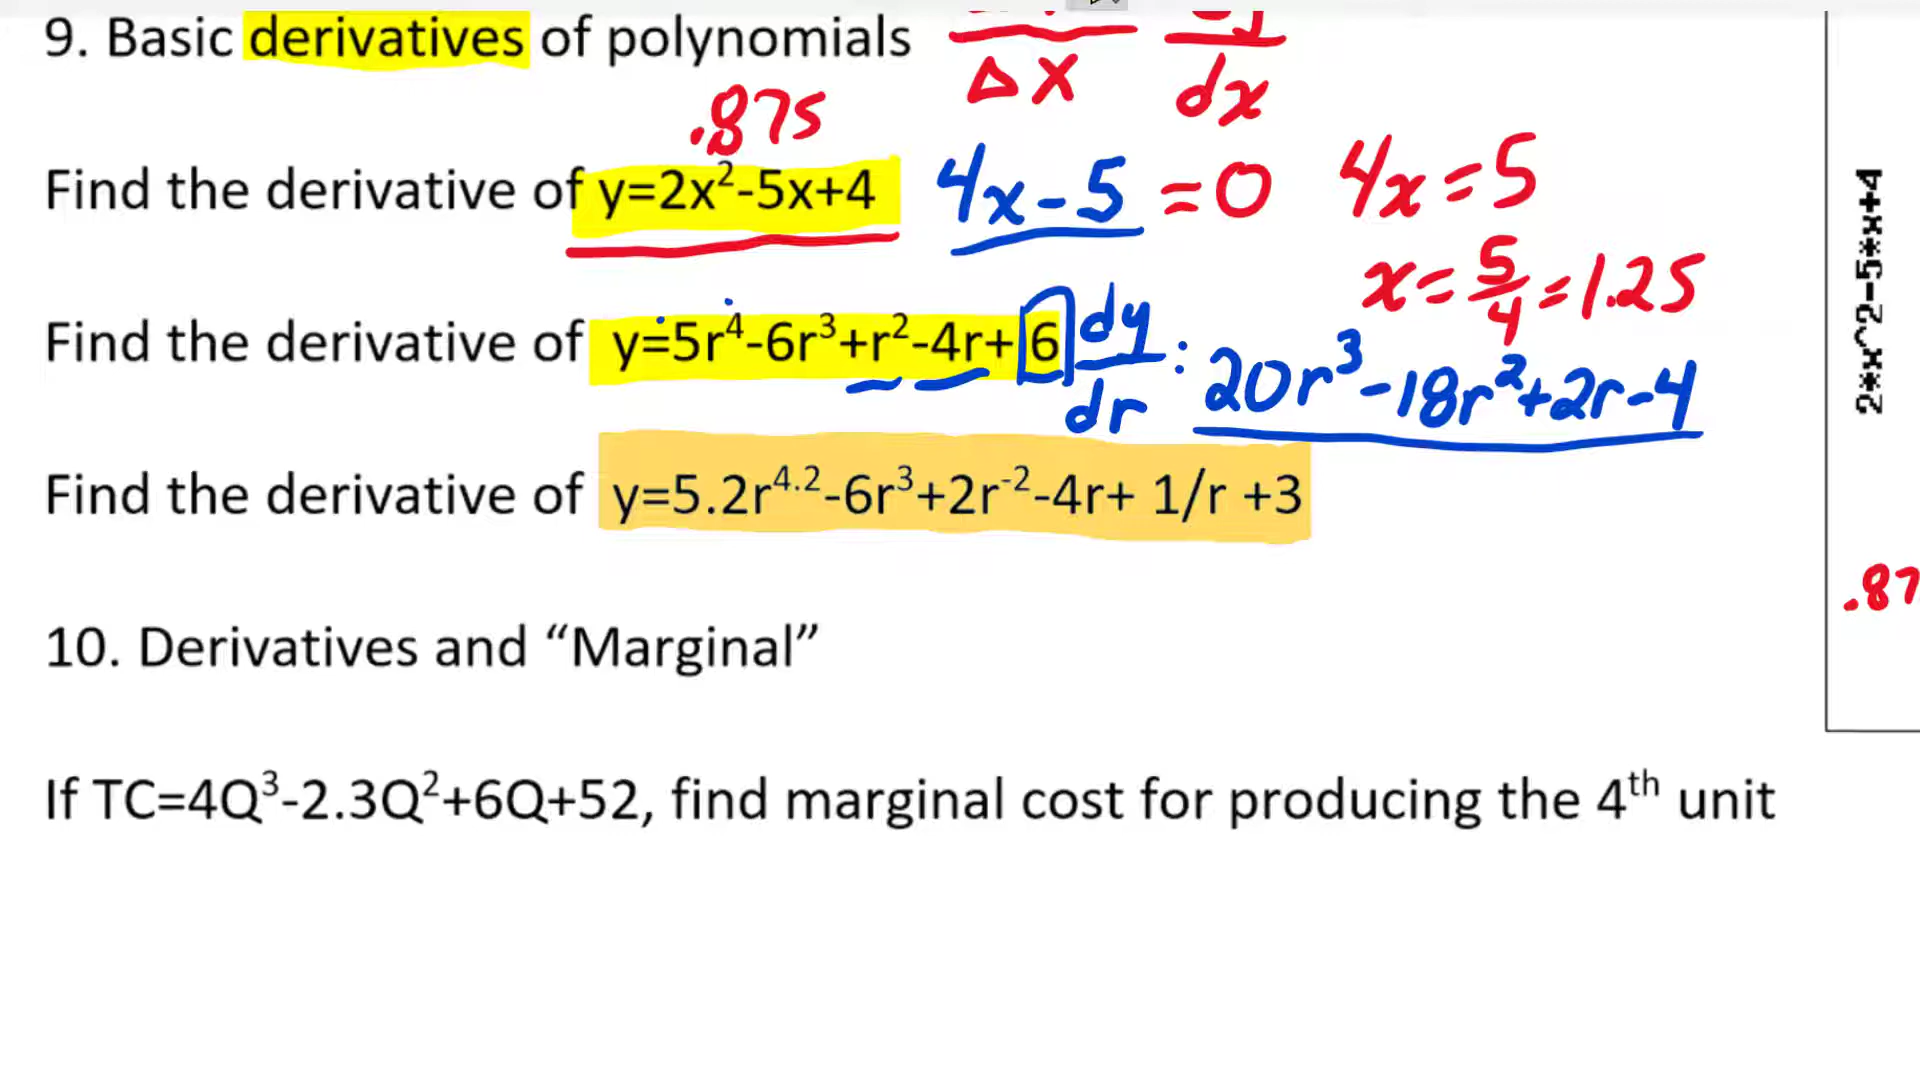 9. Basic derivatives of polynomials
Δx dx
.875
Find the derivative of y=2x²-5x+4 4x-5 =0 4x=5
x=5/4=1.25
Find the derivative of y=5r⁴-6r³+r²-4r+6 dy/dr: 20r³-18r²+2r-4
Find the derivative of y=5.2r⁴·²-6r³+2r⁻²-4r+ 1/r +3
10. Derivatives and “Marginal”
If TC=4Q³-2.3Q²+6Q+52, find marginal cost for producing the 4ᵗʰ unit
2*x^2-5*x+4
.87